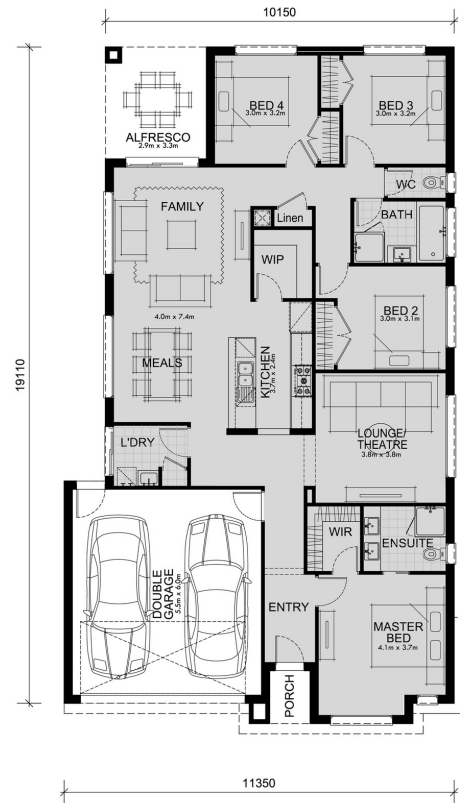 10150
BED 4
3.0m x 3.2m
BED 3
3.0m x 3.2m
ALFRESCO
2.9m x 3.3m
WC
FAMILY
Linen
BATH
WIP
4.0m x 7.4m
BED 2
3.0m x 3.1m
MEALS
KITCHEN
3.7m x 2.4m
19110
L'DRY
LOUNGE/
THEATRE
3.8m x 3.8m
WIR
ENSUITE
DOUBLE
GARAGE
5.5m x 6.0m
ENTRY
MASTER
BED
4.1m x 3.7m
PORCH
11350